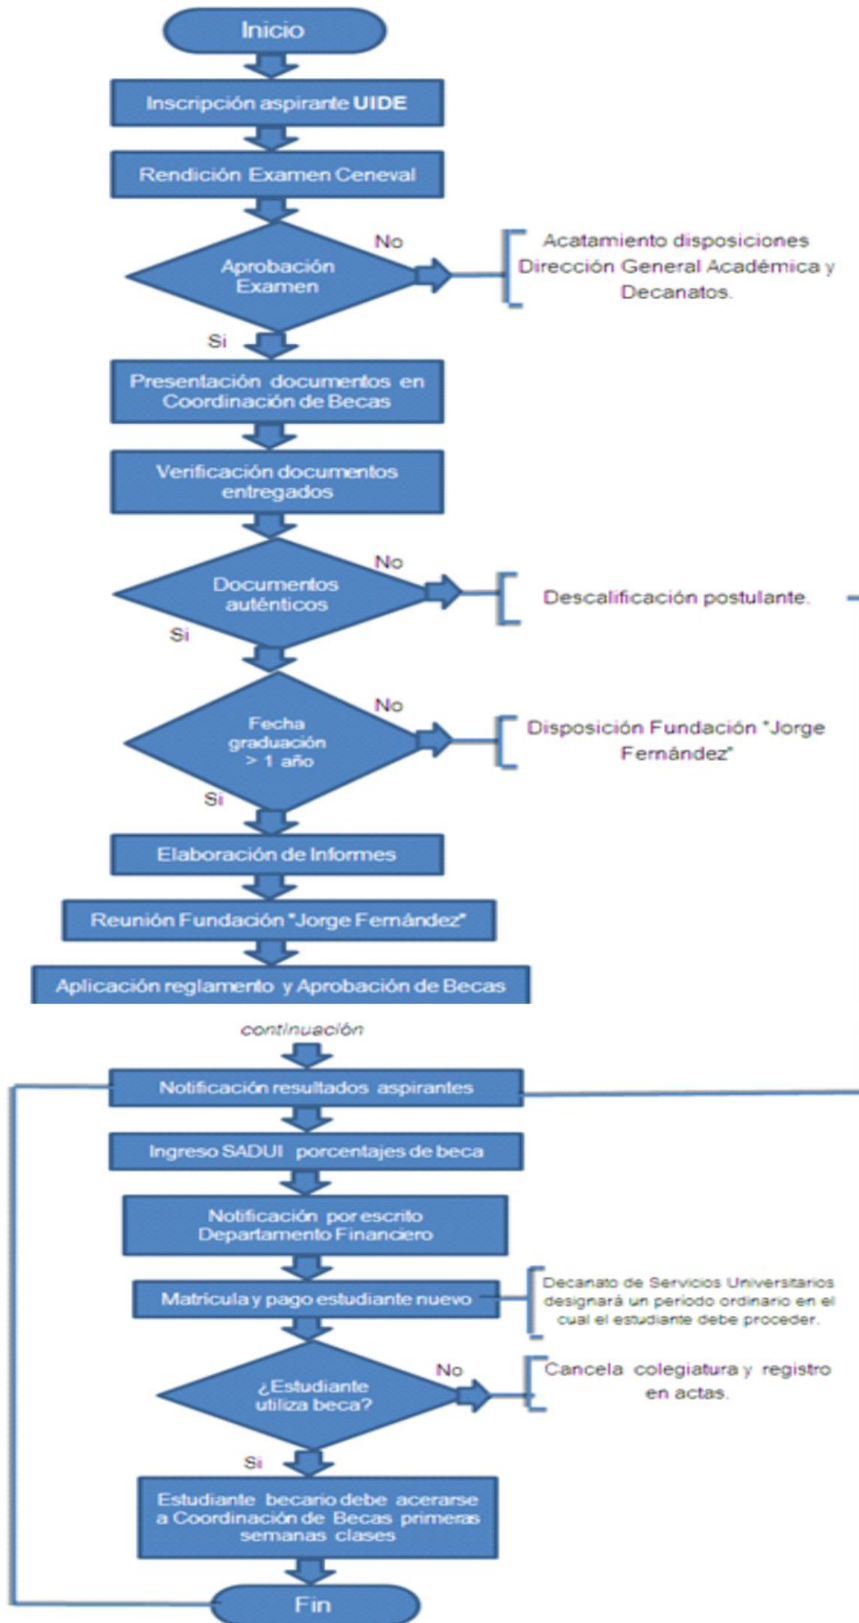 Inicio
Inscripción aspirante UIDE
Rendición Examen Ceneval
No
Aprobación
Examen
Acatamiento disposiciones
Dirección General Académica y
Decanatos.
Si
Presentación documentos en
Coordinación de Becas
Verificación documentos
entregados
No
Documentos
auténticos
Descalificación postulante.
Si
No
Fecha
graduación
> 1 año
Disposición Fundación "Jorge
Fernández"
Si
Elaboración de Informes
Reunión Fundación "Jorge Fernández"
Aplicación reglamento y Aprobación de Becas
continuación
Notificación resultados aspirantes
Ingreso SADUI porcentajes de beca
Notificación por escrito
Departamento Financiero
Matrícula y pago estudiante nuevo
Decanato de Servicios Universitarios
designará un período ordinario en el
cual el estudiante debe proceder.
No
¿Estudiante
utiliza beca?
Cancela colegiatura y registro
en actas.
Si
Estudiante becario debe acerarse
a Coordinación de Becas primeras
semanas clases
Fin